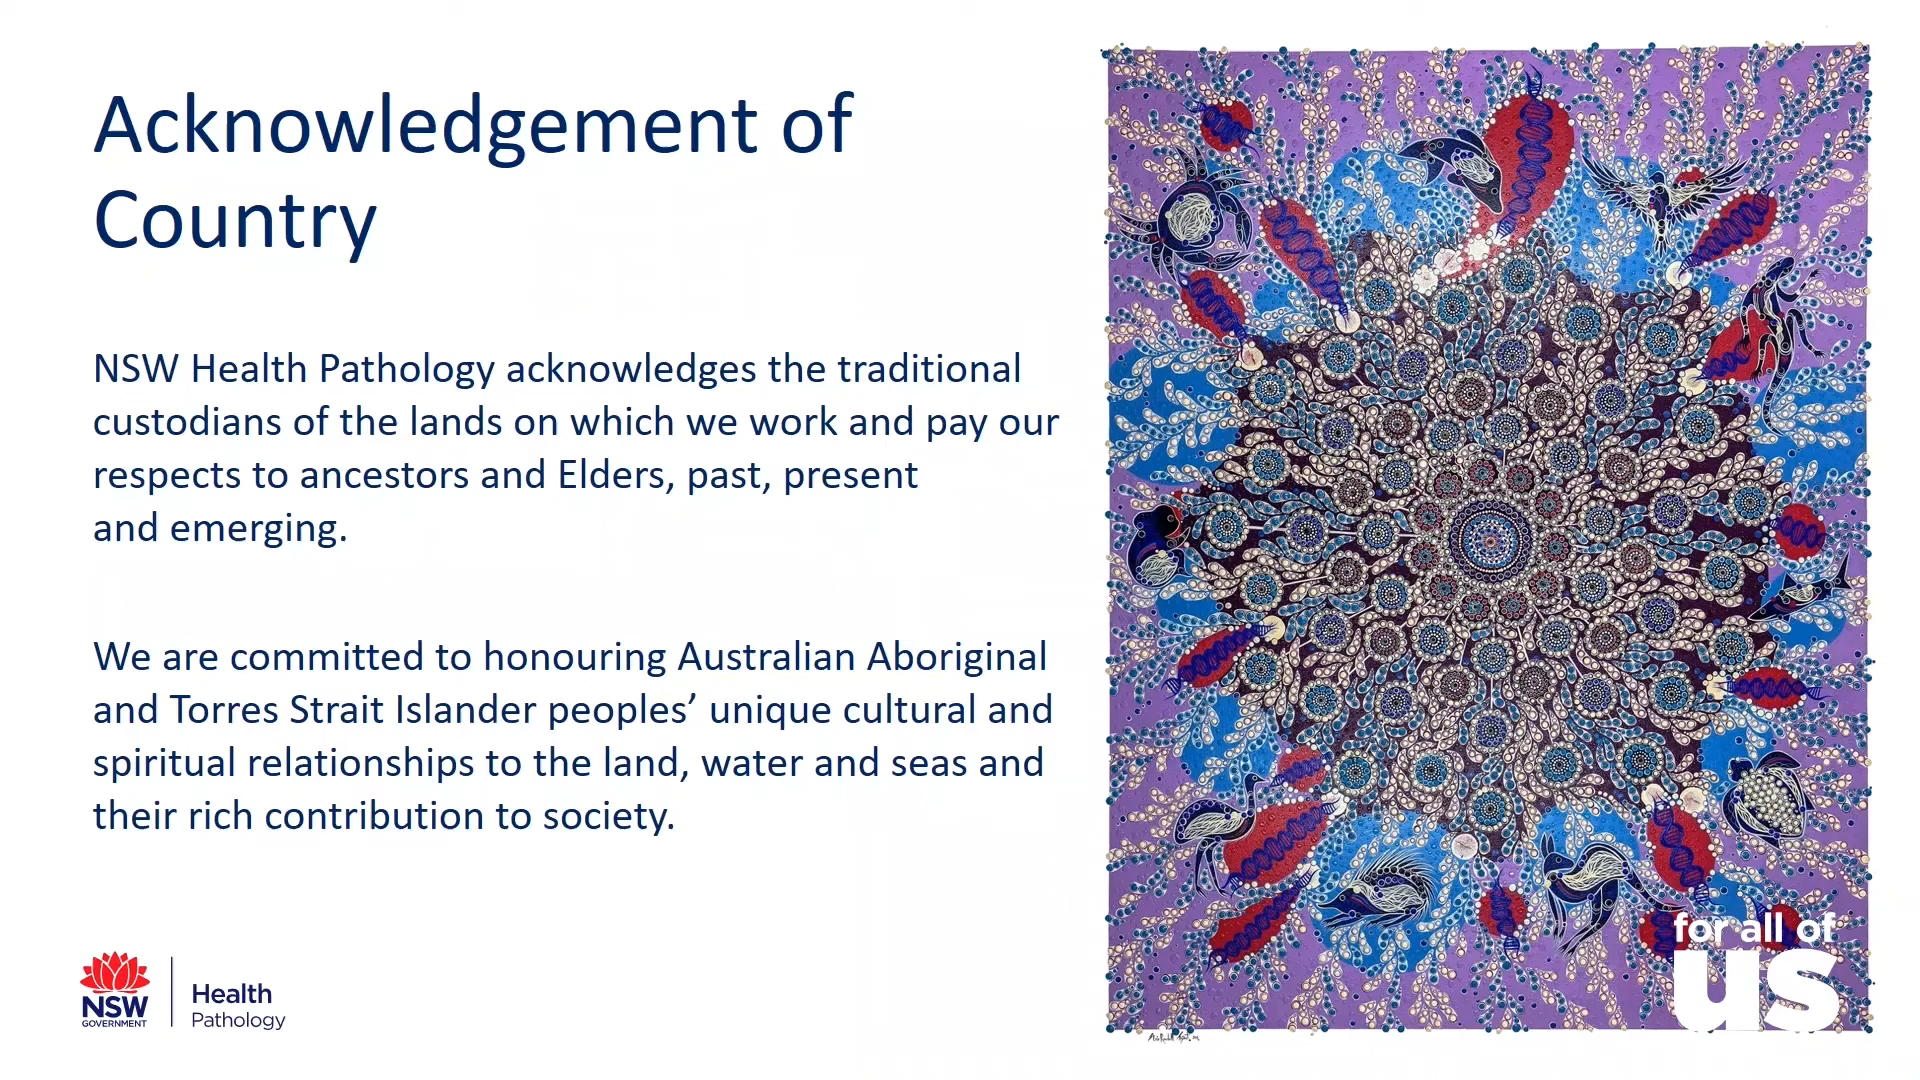 Acknowledgement of
Country
NSW Health Pathology acknowledges the traditional
custodians of the lands on which we work and pay our
respects to ancestors and Elders, past, present
and emerging.
We are committed to honouring Australian Aboriginal
and Torres Strait Islander peoples’ unique cultural and
spiritual relationships to the land, water and seas and
their rich contribution to society.
NSW
GOVERNMENT
Health
Pathology
for all of
us